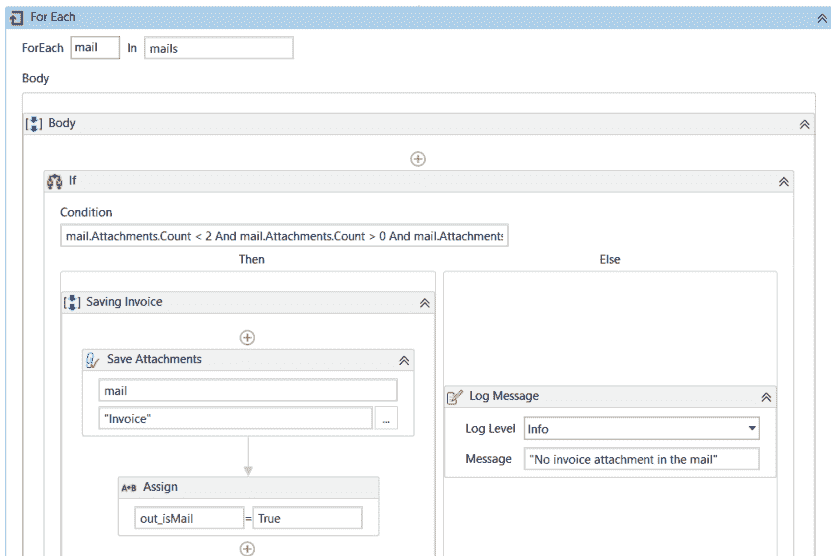 For Each
ForEach mail In mails
Body
Body
If
Condition
mail.Attachments.Count < 2 And mail.Attachments.Count > 0 And mail.Attachments
Then
Else
Saving Invoice
Save Attachments
mail
"Invoice" ...
A+B Assign
out_isMail = True
Log Message
Log Level Info
Message "No invoice attachment in the mail"